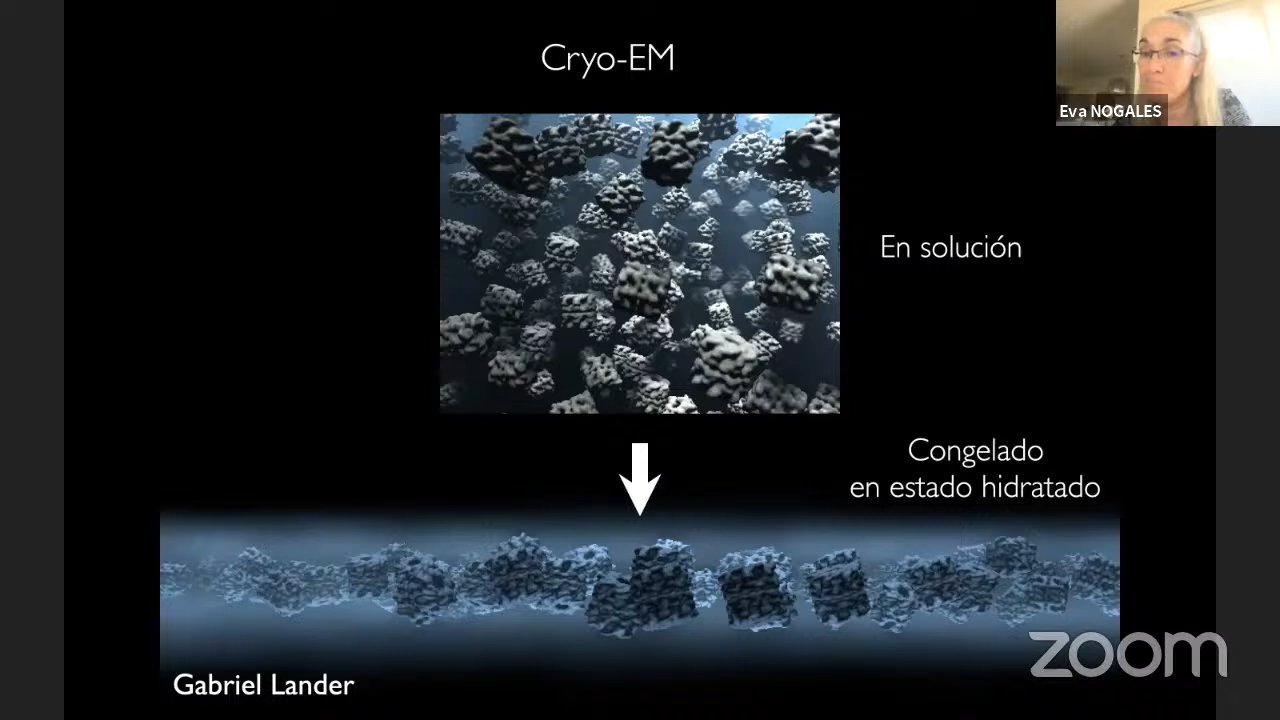 Cryo-EM
Eva NOGALES
En solución
Congelado
en estado hidratado
Gabriel Lander
zoom